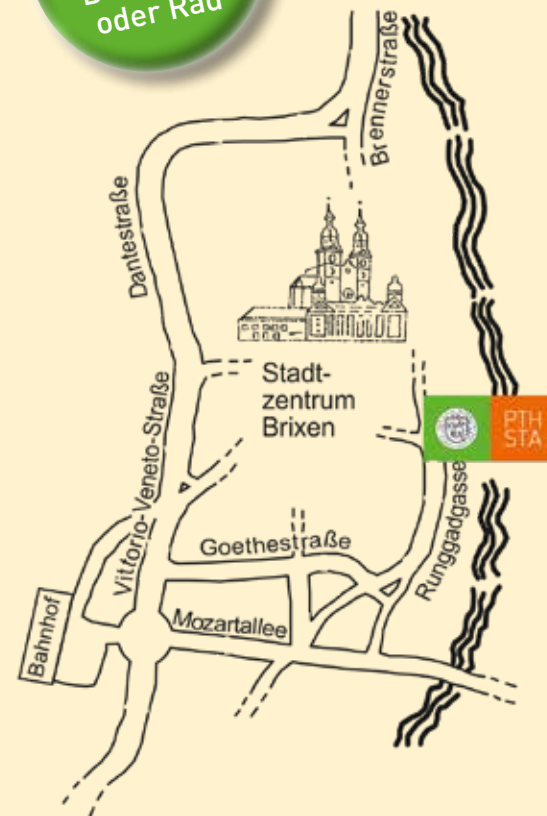 oder Rad
Brennerstraße
Dantestraße
Stadt-
zentrum
Brixen
Vittorio-Veneto-Straße
PTH
STA
Goethestraße
Runggadgasse
Mozartallee
Bahnhof